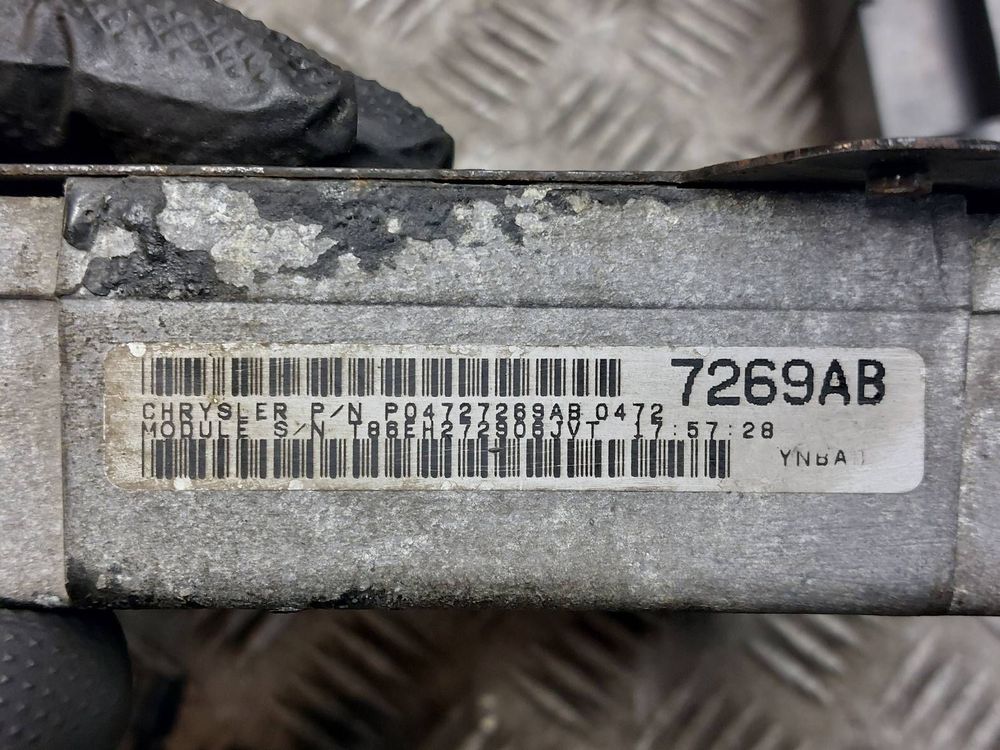 7269AB
CHRYSLER P/N P04727269AB 0472
MODULE S/N T86EH272906JVT 17:57:28
YNBA